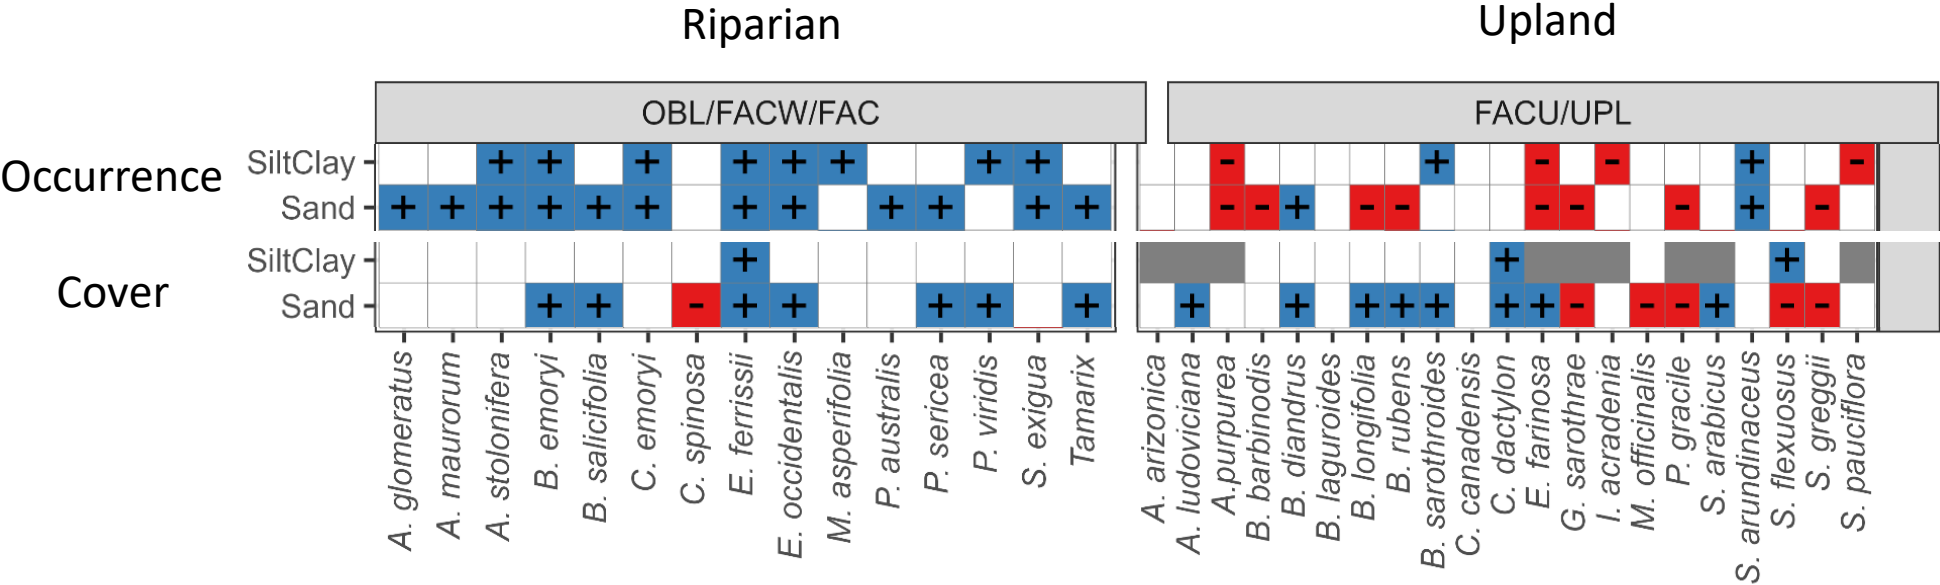 Riparian Upland
OBL/FACW/FAC FACU/UPL
Occurrence
SiltClay + + + + + + + + - + - - + -
Sand + + + + + + + + + + + + - - + - - - - - + -
Cover
SiltClay + + +
Sand + + - + + + + + + + + + + + + - - - + - -
A. glomeratus
A. maurorum
A. stolonifera
B. emoryi
B. salicifolia
C. emoryi
C. spinosa
E. ferrissii
E. occidentalis
M. asperifolia
P. australis
P. sericea
P. viridis
S. exigua
Tamarix
A. arizonica
A. ludoviciana
A.purpurea
B. barbinodis
B. diandrus
B. laguroides
B. longifolia
B. rubens
B. sarothroides
C. canadensis
C. dactylon
E. farinosa
G. sarothrae
I. acradenia
M. officinalis
P. gracile
S. arabicus
S. arundinaceus
S. flexuosus
S. greggii
S. pauciflora